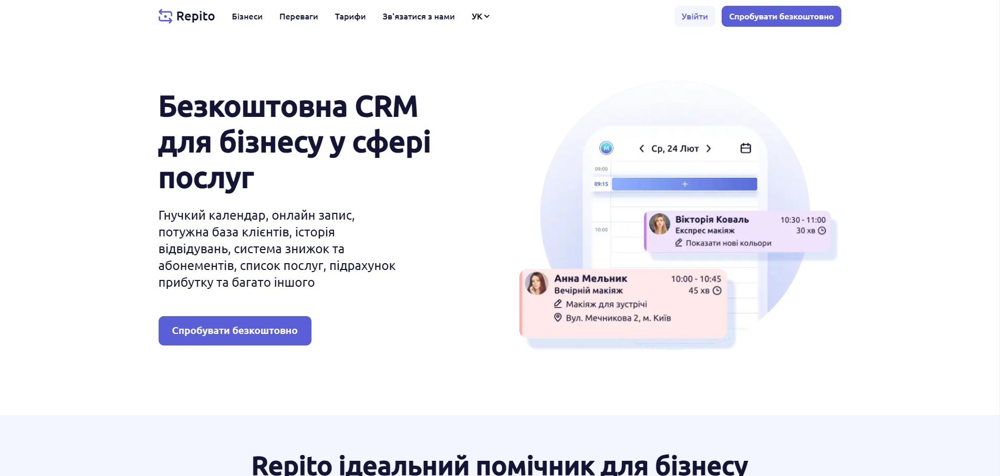 Repito
Бізнеси
Переваги
Тарифи
Зв'язатися з нами
УК
Увійти
Спробувати безкоштовно
Безкоштовна CRM
для бізнесу у сфері
послуг
Гнучкий календар, онлайн запис,
потужна база клієнтів, історія
відвідувань, система знижок та
абонементів, список послуг, підрахунок
прибутку та багато іншого
Спробувати безкоштовно
М
Ср, 24 Лют
09:00
09:15
10:00
Вікторія Коваль
10:30 - 11:00
Експрес макіяж
30 хв
Показати нові кольори
Анна Мельник
10:00 - 10:45
Вечірній макіяж
45 хв
Макіяж для зустрічі
Вул. Мечникова 2, м. Київ
Repito ідеальний помічник для бізнесу